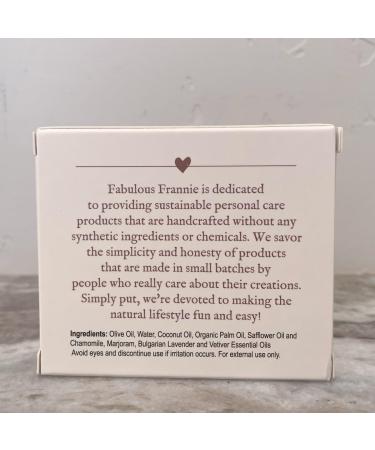 Fabulous Frannie is dedicated
to providing sustainable personal care
products that are handcrafted without any
synthetic ingredients or chemicals. We savor
the simplicity and honesty of products
that are made in small batches by
people who really care about their creations.
Simply put, we're devoted to making the
natural lifestyle fun and easy!
Ingredients: Olive Oil, Water, Coconut Oil, Organic Palm Oil, Safflower Oil and
Chamomile, Marjoram, Bulgarian Lavender and Vetiver Essential Oils
Avoid eyes and discontinue use if irritation occurs. For external use only.